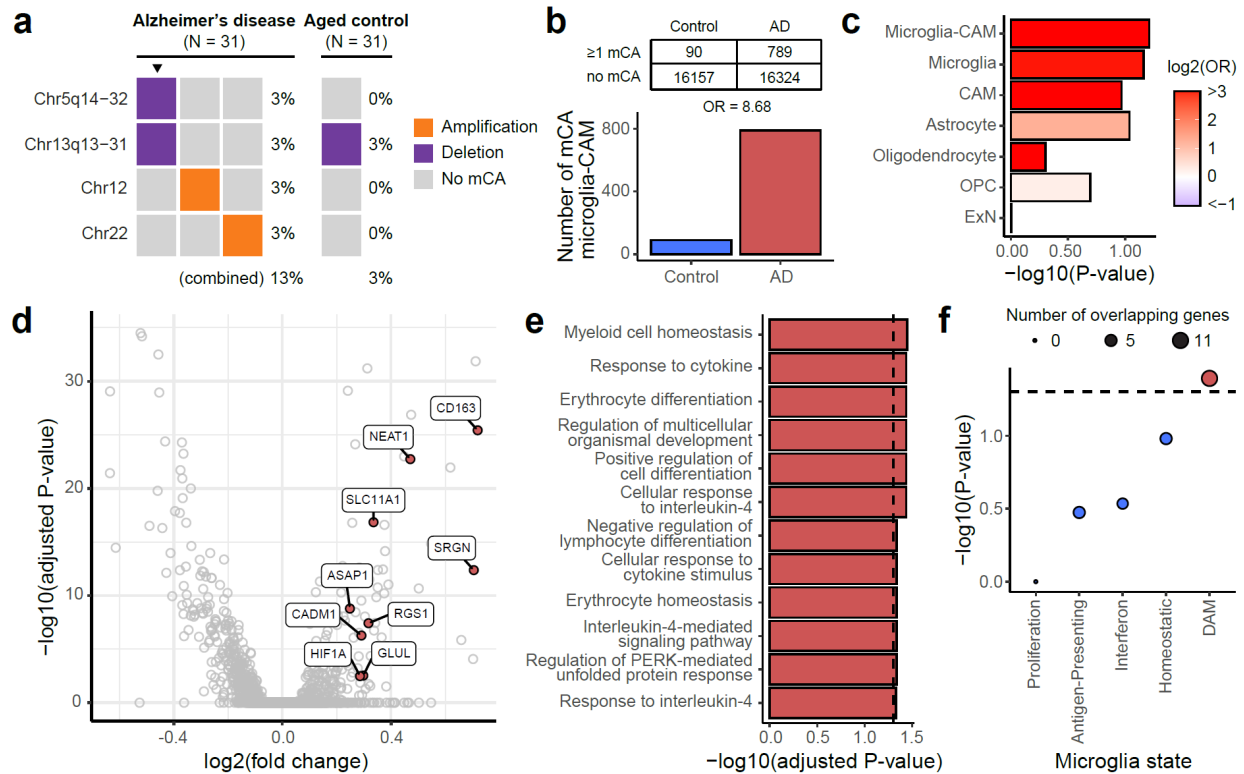 a
Alzheimer's disease
(N = 31)
Aged control
(N = 31)
Chr5q14−32
3%
0%
Chr13q13−31
3%
3%
Chr12
3%
0%
Chr22
3%
0%
(combined) 13%
3%
Amplification
Deletion
No mCA
b
Control
AD
≥1 mCA
90
789
no mCA
16157
16324
OR = 8.68
Number of mCA
microglia-CAM
800
400
0
Control
AD
c
Microglia-CAM
Microglia
CAM
Astrocyte
Oligodendrocyte
OPC
ExN
0
0.50
1.00
−log10(P-value)
log2(OR)
>3
2
1
0
<−1
d
−log10(adjusted P-value)
30
20
10
0
CD163
NEAT1
SLC11A1
SRGN
ASAP1
CADM1
RGS1
HIF1A
GLUL
-0.4
0.0
0.4
log2(fold change)
e
Myeloid cell homeostasis
Response to cytokine
Erythrocyte differentiation
Regulation of multicellular
organismal development
Positive regulation of
cell differentiation
Cellular response
to interleukin-4
Negative regulation of
lymphocyte differentiation
Cellular response to
cytokine stimulus
Erythrocyte homeostasis
Interleukin-4-mediated
signaling pathway
Regulation of PERK-mediated
unfolded protein response
Response to interleukin-4
0.0
0.5
1.0
1.5
−log10(adjusted P-value)
f
Number of overlapping genes
0
5
11
−log10(P-value)
1.0
0.5
0.0
Proliferation
Antigen-Presenting
Interferon
Homeostatic
DAM
Microglia state